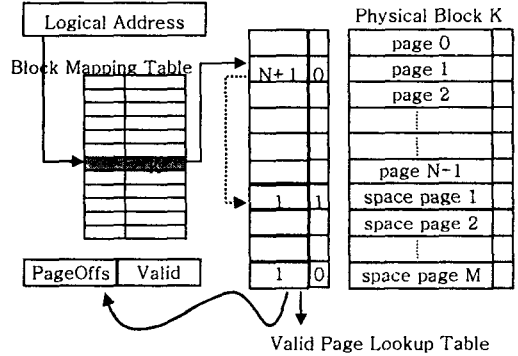 Logical Address
Physical Block K
Block Mapping Table
N+1 0
page 0
page 1
page 2
page N-1
1 1
space page 1
space page 2
PageOffs Valid
1 0
space page M
Valid Page Lookup Table